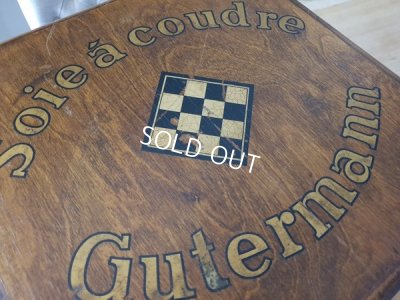 Soie à coudre
SOLD OUT
Gutermann